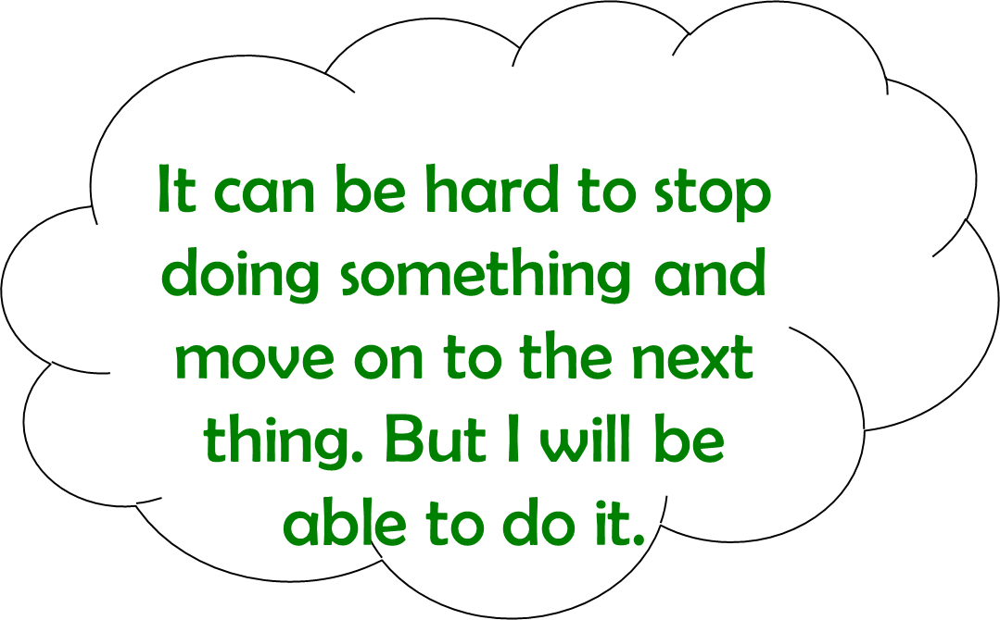 It can be hard to stop
doing something and
move on to the next
thing. But I will be
able to do it.